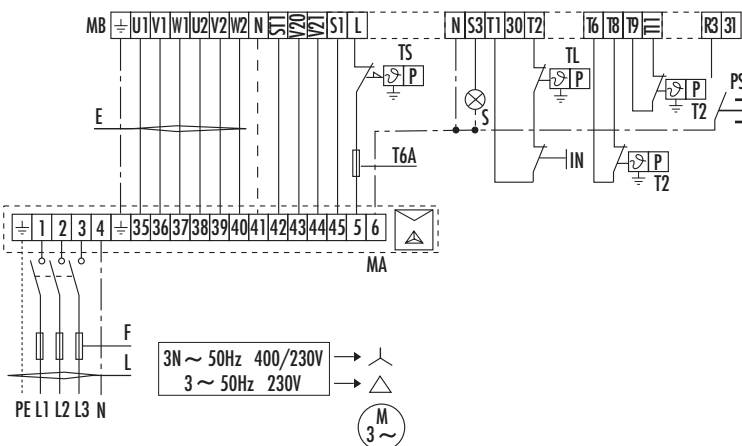 MB ⏚ U1 V1 W1 U2 V2 W2 N ST1 V20 V21 S1 L
N S3 T1 30 T2
T6 T8 T9 T11
R3 31
TS
ϑ P
TL
ϑ P
ϑ P
T2
PS
E
S
T6A
IN
ϑ P
T2
⏚ 1 2 3 4 ⏚ 35 36 37 38 39 40 41 42 43 44 45 5 6
MA
F
L
3N ~ 50Hz 400/230V
3 ~ 50Hz 230V
PE L1 L2 L3 N
M
3 ~